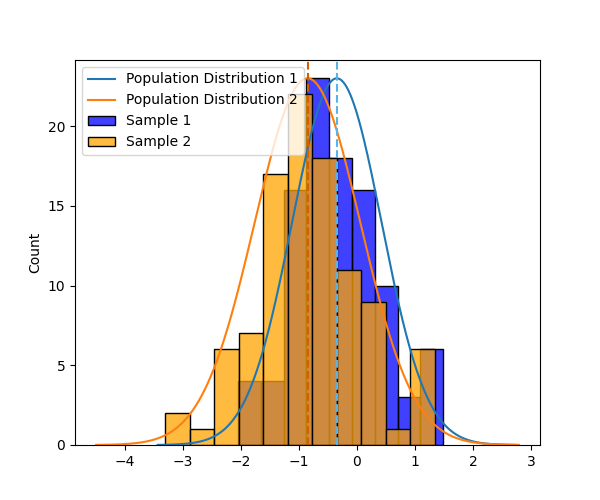 Population Distribution 1
Population Distribution 2
Sample 1
Sample 2
20
15
10
5
0
Count
−4 −3 −2 −1 0 1 2 3